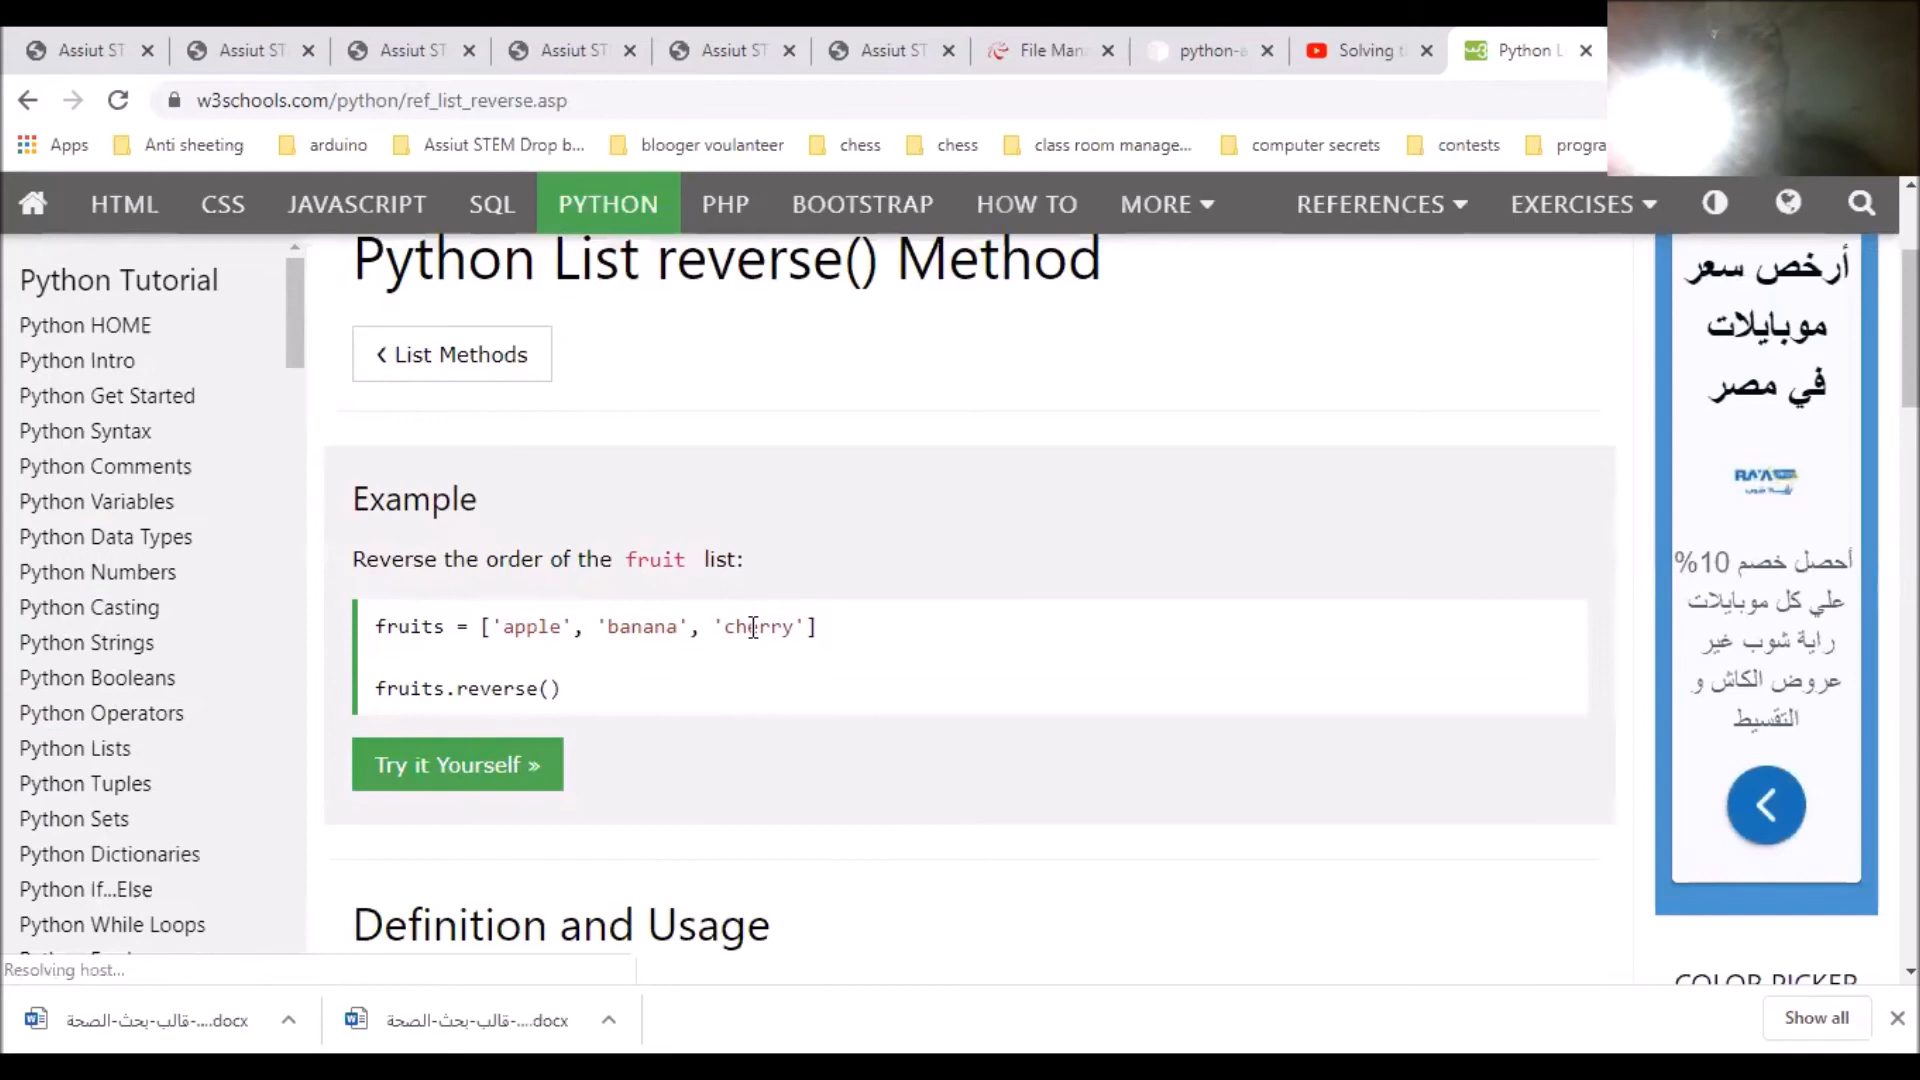 Assiut ST
Assiut ST
Assiut ST
Assiut ST
Assiut ST
Assiut ST
File Man
python-a
Solving t
Python L
w3schools.com/python/ref_list_reverse.asp
Apps
Anti sheeting
arduino
Assiut STEM Drop b...
blooger voulanteer
chess
chess
class room manage...
computer secrets
contests
progra
HTML
CSS
JAVASCRIPT
SQL
PYTHON
PHP
BOOTSTRAP
HOW TO
MORE
REFERENCES
EXERCISES
Python Tutorial
Python HOME
Python Intro
Python Get Started
Python Syntax
Python Comments
Python Variables
Python Data Types
Python Numbers
Python Casting
Python Strings
Python Booleans
Python Operators
Python Lists
Python Tuples
Python Sets
Python Dictionaries
Python If...Else
Python While Loops
Python List reverse() Method
❮ List Methods
Example
Reverse the order of the fruit list:
fruits = ['apple', 'banana', 'cherry']
fruits.reverse()
Try it Yourself »
Definition and Usage
أرخص سعر
موبايلات
في مصر
RAYA
أحصل خصم 10%
علي كل موبايلات
راية شوب غير
عروض الكاش و
التقسيط
COLOR PICKER
Resolving host...
قالب-بحث-الصحة-....docx
قالب-بحث-الصحة-....docx
Show all